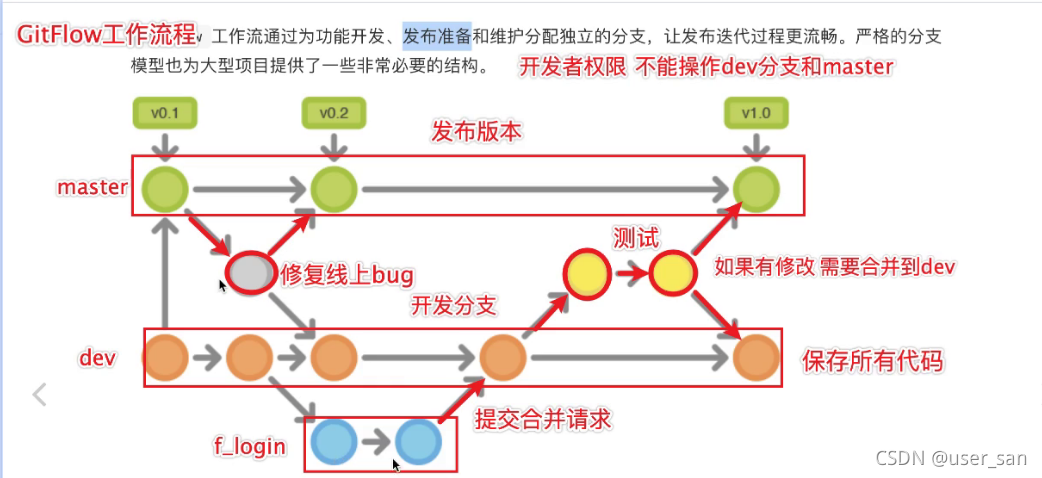 GitFlow工作流程w 工作流通过为功能开发、发布准备和维护分配独立的分支，让发布迭代过程更流畅。严格的分支
模型也为大型项目提供了一些非常必要的结构。 开发者权限 不能操作dev分支和master
v0.1 v0.2 v1.0
发布版本
master
测试
修复线上bug 如果有修改 需要合并到dev
开发分支
dev 保存所有代码
提交合并请求
f_login
CSDN @user_san